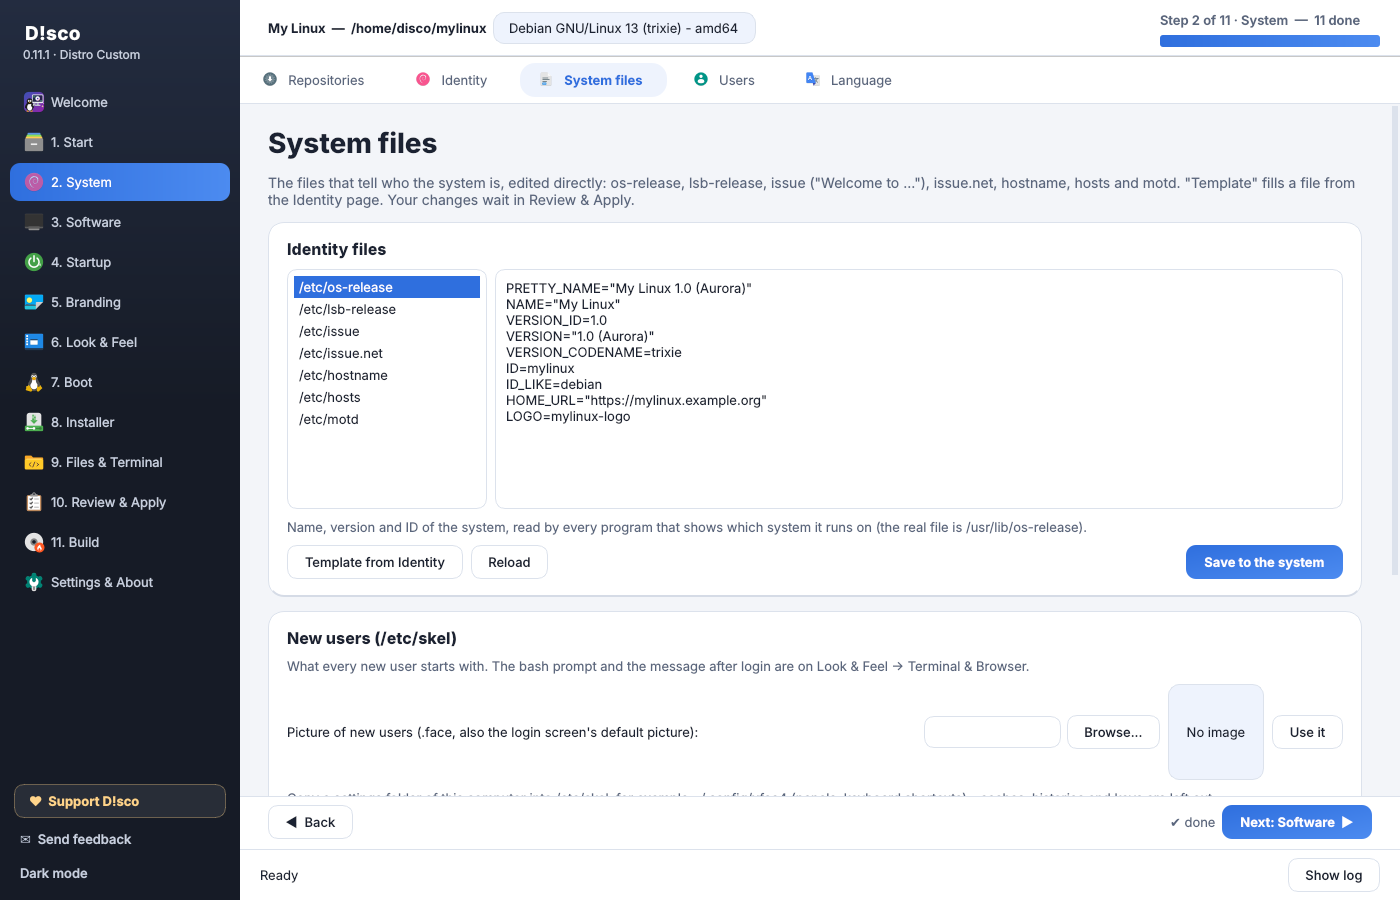 D!sco
0.11.1 · Distro Custom
Welcome
1. Start
2. System
3. Software
4. Startup
5. Branding
6. Look & Feel
7. Boot
8. Installer
9. Files & Terminal
10. Review & Apply
11. Build
Settings & About
Support D!sco
Send feedback
Dark mode
My Linux — /home/disco/mylinux
Debian GNU/Linux 13 (trixie) - amd64
Step 2 of 11 · System — 11 done
Repositories
Identity
System files
Users
Language
System files
The files that tell who the system is, edited directly: os-release, lsb-release, issue ("Welcome to ..."), issue.net, hostname, hosts and motd. "Template" fills a file from
the Identity page. Your changes wait in Review & Apply.
Identity files
/etc/os-release
/etc/lsb-release
/etc/issue
/etc/issue.net
/etc/hostname
/etc/hosts
/etc/motd
PRETTY_NAME="My Linux 1.0 (Aurora)"
NAME="My Linux"
VERSION_ID=1.0
VERSION="1.0 (Aurora)"
VERSION_CODENAME=trixie
ID=mylinux
ID_LIKE=debian
HOME_URL="https://mylinux.example.org"
LOGO=mylinux-logo
Name, version and ID of the system, read by every program that shows which system it runs on (the real file is /usr/lib/os-release).
Template from Identity
Reload
Save to the system
New users (/etc/skel)
What every new user starts with. The bash prompt and the message after login are on Look & Feel → Terminal & Browser.
Picture of new users (.face, also the login screen's default picture):
Browse...
No image
Use it
◀ Back
✔ done
Next: Software ▶
Ready
Show log